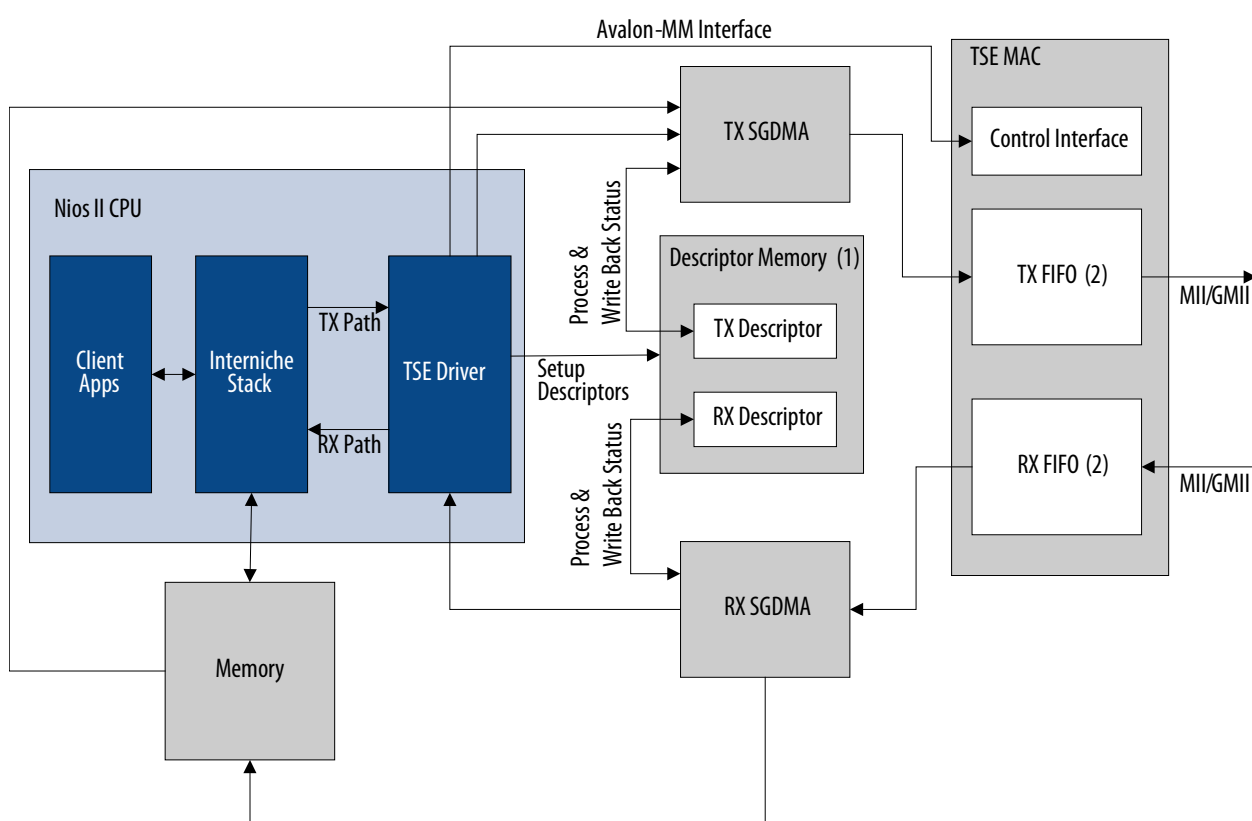 Avalon-MM Interface
TSE MAC
TX SGDMA
Control Interface
Nios II CPU
Process &
Write Back Status
Descriptor Memory (1)
TX FIFO (2)
MII/GMII
TX Path
TX Descriptor
Client
Apps
Interniche
Stack
TSE Driver
Setup
Descriptors
RX Descriptor
RX Path
RX FIFO (2)
MII/GMII
Process &
Write Back Status
RX SGDMA
Memory